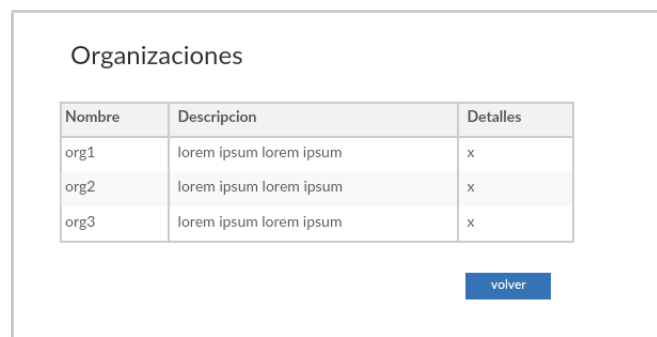 Organizaciones
Nombre Descripcion Detalles
org1 lorem ipsum lorem ipsum x
org2 lorem ipsum lorem ipsum x
org3 lorem ipsum lorem ipsum x
volver